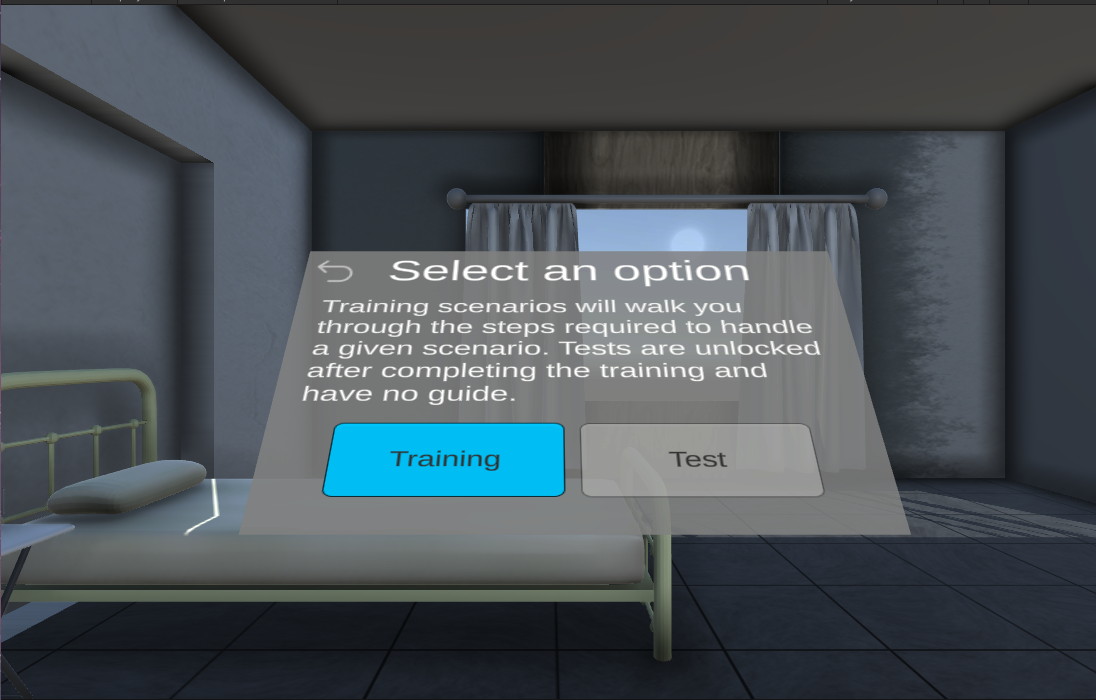 Select an option
Training scenarios will walk you
through the steps required to handle
a given scenario. Tests are unlocked
after completing the training and
have no guide.
Training
Test